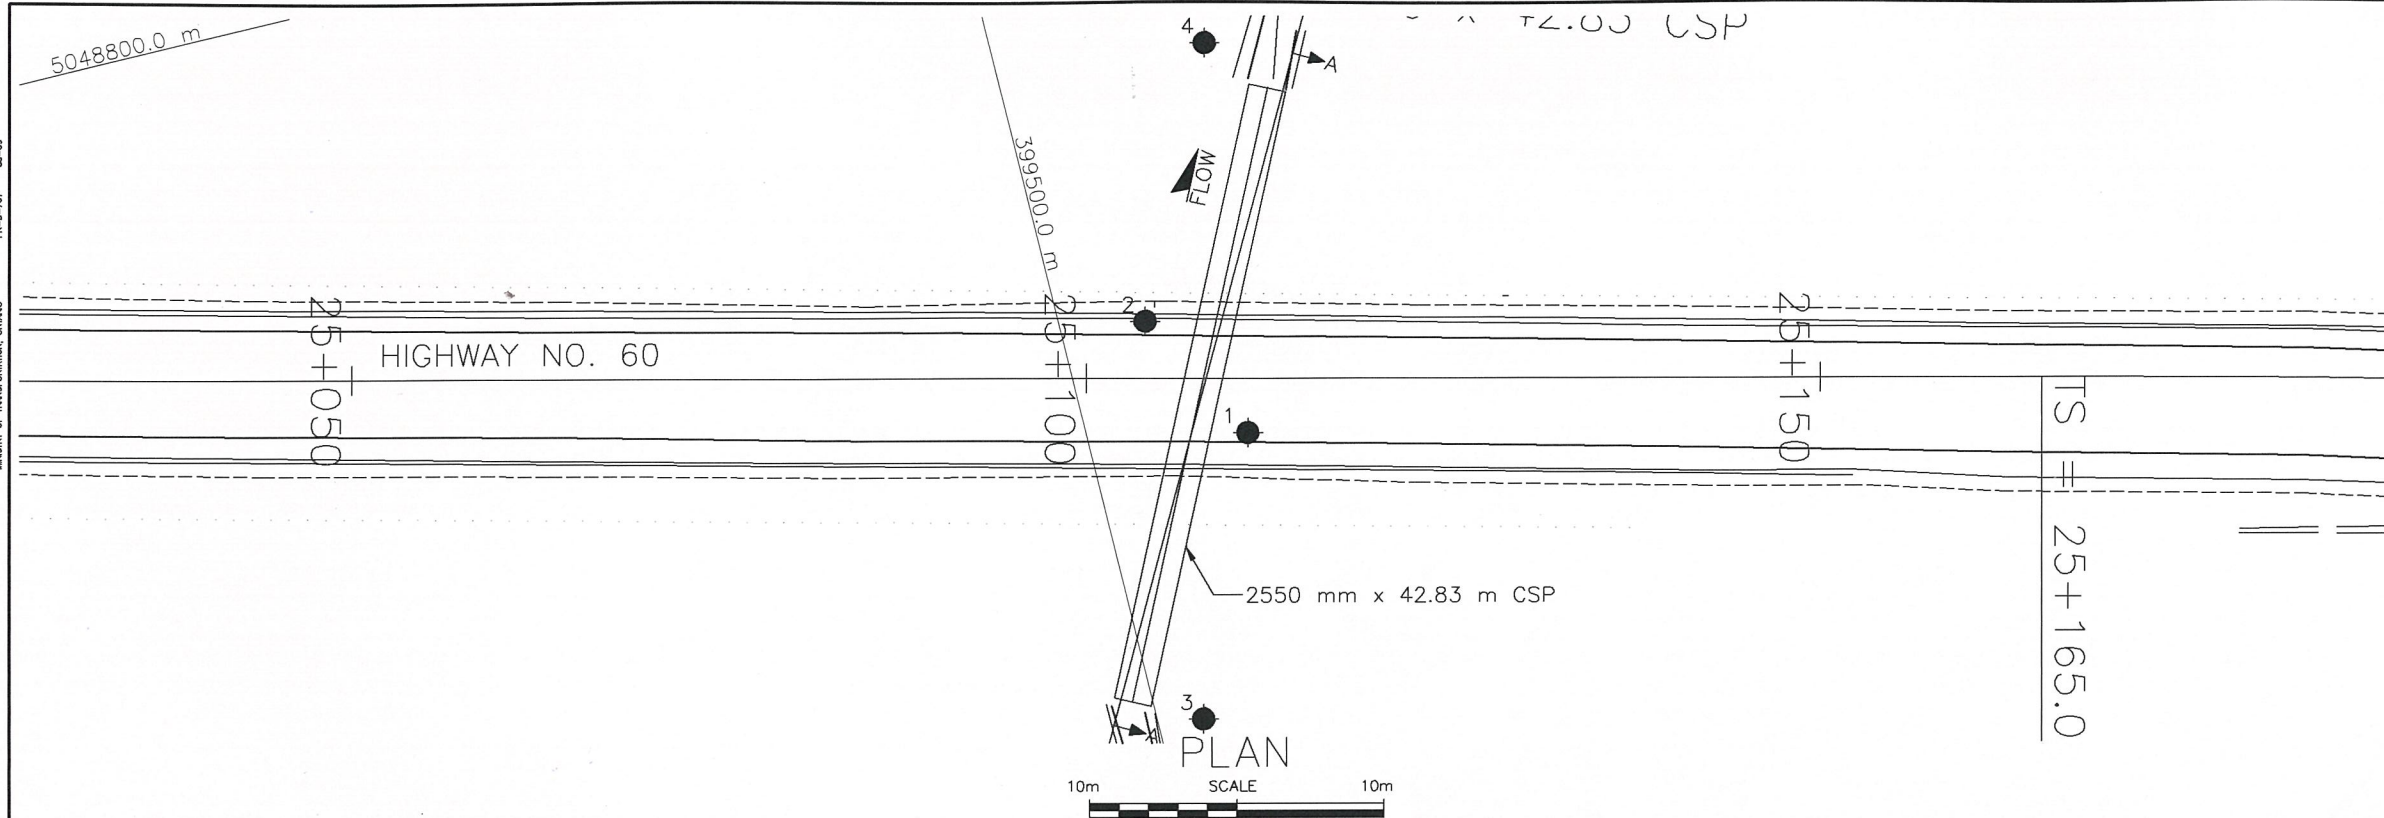 5048800.0 m
4
A
399500.0 m
FLOW
25+050
HIGHWAY NO. 60
25+100
2
1
25+150
TS = 25+165.0
2550 mm x 42.83 m CSP
3
A
PLAN
10m SCALE 10m